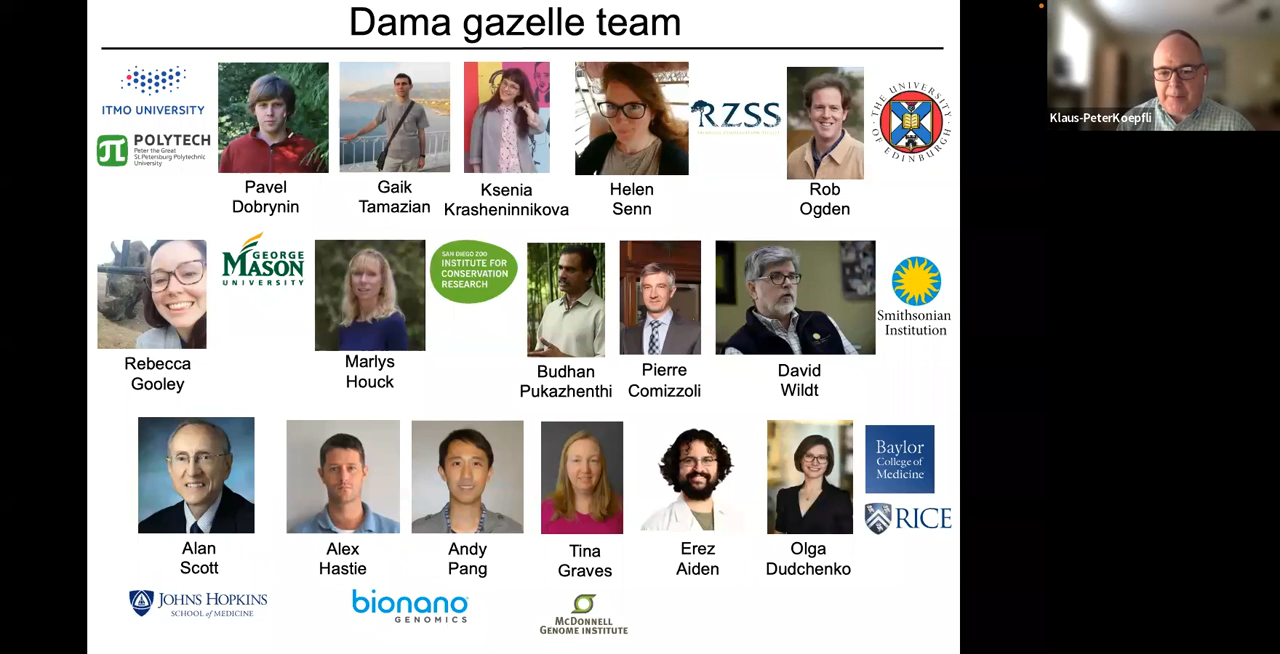 Dama gazelle team
Klaus-PeterKoepfli
ITMO UNIVERSITY
POLYTECH
Peter the Great
St.Petersburg Polytechnic
University
Pavel
Dobrynin
Gaik
Tamazian
Ksenia
Krasheninnikova
Helen
Senn
RZSS
Rob
Ogden
THE UNIVERSITY
OF EDINBURGH
Rebecca
Gooley
GEORGE
MASON
UNIVERSITY
Marlys
Houck
SAN DIEGO ZOO
INSTITUTE FOR
CONSERVATION
RESEARCH
Budhan
Pukazhenthi
Pierre
Comizzoli
David
Wildt
Smithsonian
Institution
Alan
Scott
Alex
Hastie
Andy
Pang
Tina
Graves
Erez
Aiden
Olga
Dudchenko
Baylor
College of
Medicine
RICE
JOHNS HOPKINS
SCHOOL of MEDICINE
bionano
GENOMICS
MCDONNELL
GENOME INSTITUTE